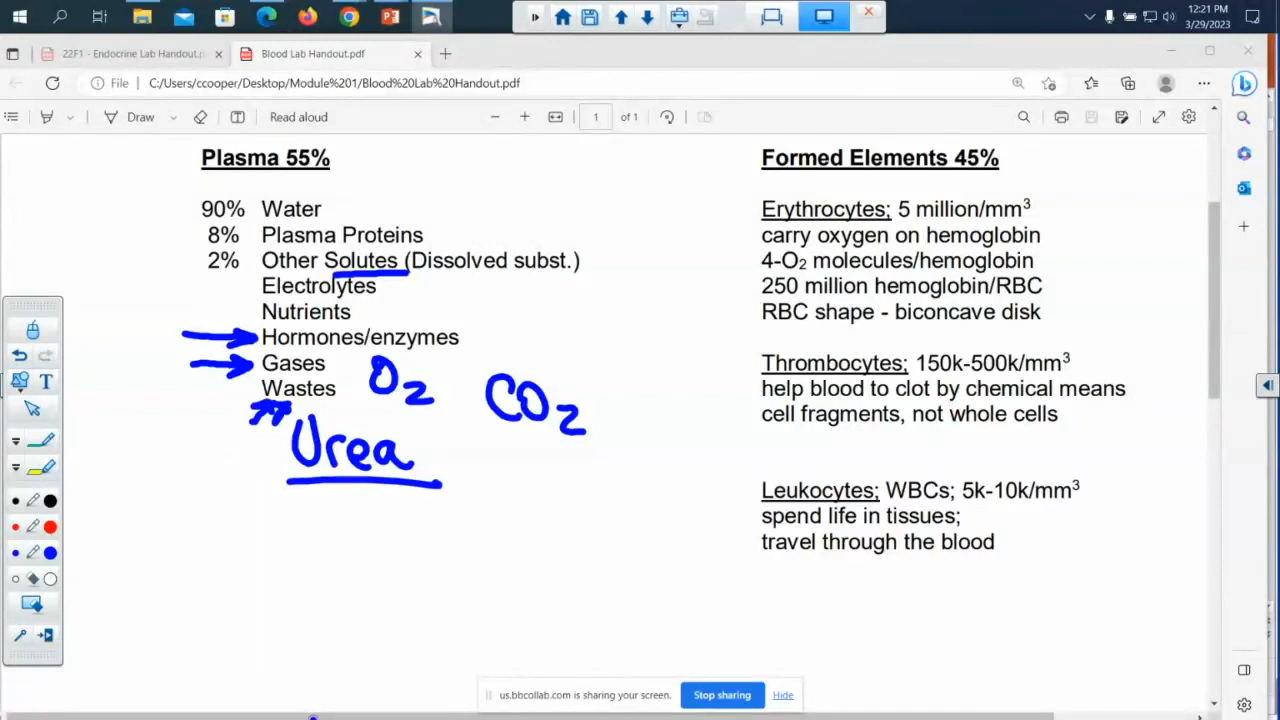 12:21 PM
3/29/2023
22F1 - Endocrine Lab Handout.p
Blood Lab Handout.pdf
File
C:/Users/ccooper/Desktop/Module%201/Blood%20Lab%20Handout.pdf
Draw
Read aloud
1
of 1
Plasma 55%
90% Water
8% Plasma Proteins
2% Other Solutes (Dissolved subst.)
Electrolytes
Nutrients
Hormones/enzymes
Gases
Wastes
O2
CO2
Urea
Formed Elements 45%
Erythrocytes; 5 million/mm³
carry oxygen on hemoglobin
4-O₂ molecules/hemoglobin
250 million hemoglobin/RBC
RBC shape - biconcave disk
Thrombocytes; 150k-500k/mm³
help blood to clot by chemical means
cell fragments, not whole cells
Leukocytes; WBCs; 5k-10k/mm³
spend life in tissues;
travel through the blood
T
us.bbcollab.com is sharing your screen.
Stop sharing
Hide